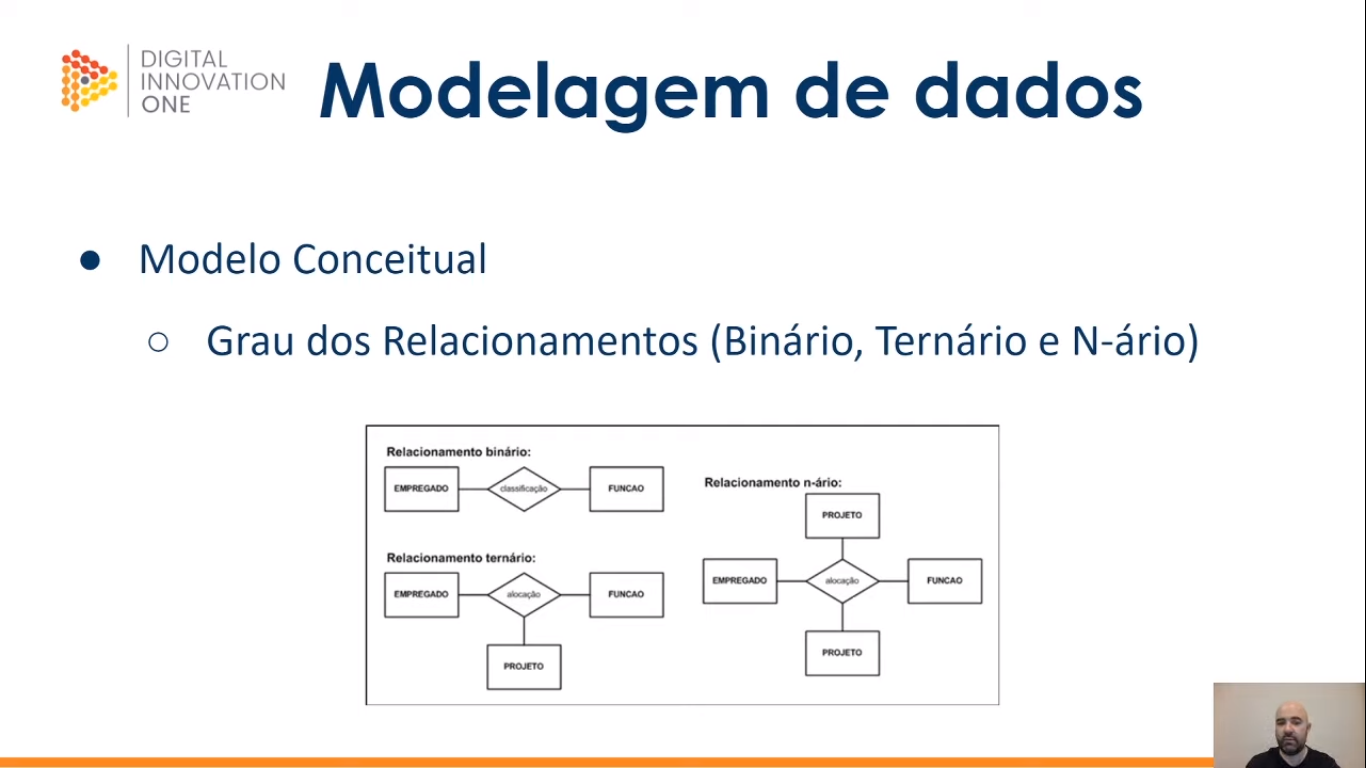 DIGITAL
INNOVATION
ONE
Modelagem de dados
● Modelo Conceitual
○ Grau dos Relacionamentos (Binário, Ternário e N-ário)
Relacionamento binário:
EMPREGADO
classificação
FUNCAO
Relacionamento ternário:
EMPREGADO
alocação
FUNCAO
PROJETO
Relacionamento n-ário:
PROJETO
EMPREGADO
alocação
FUNCAO
PROJETO